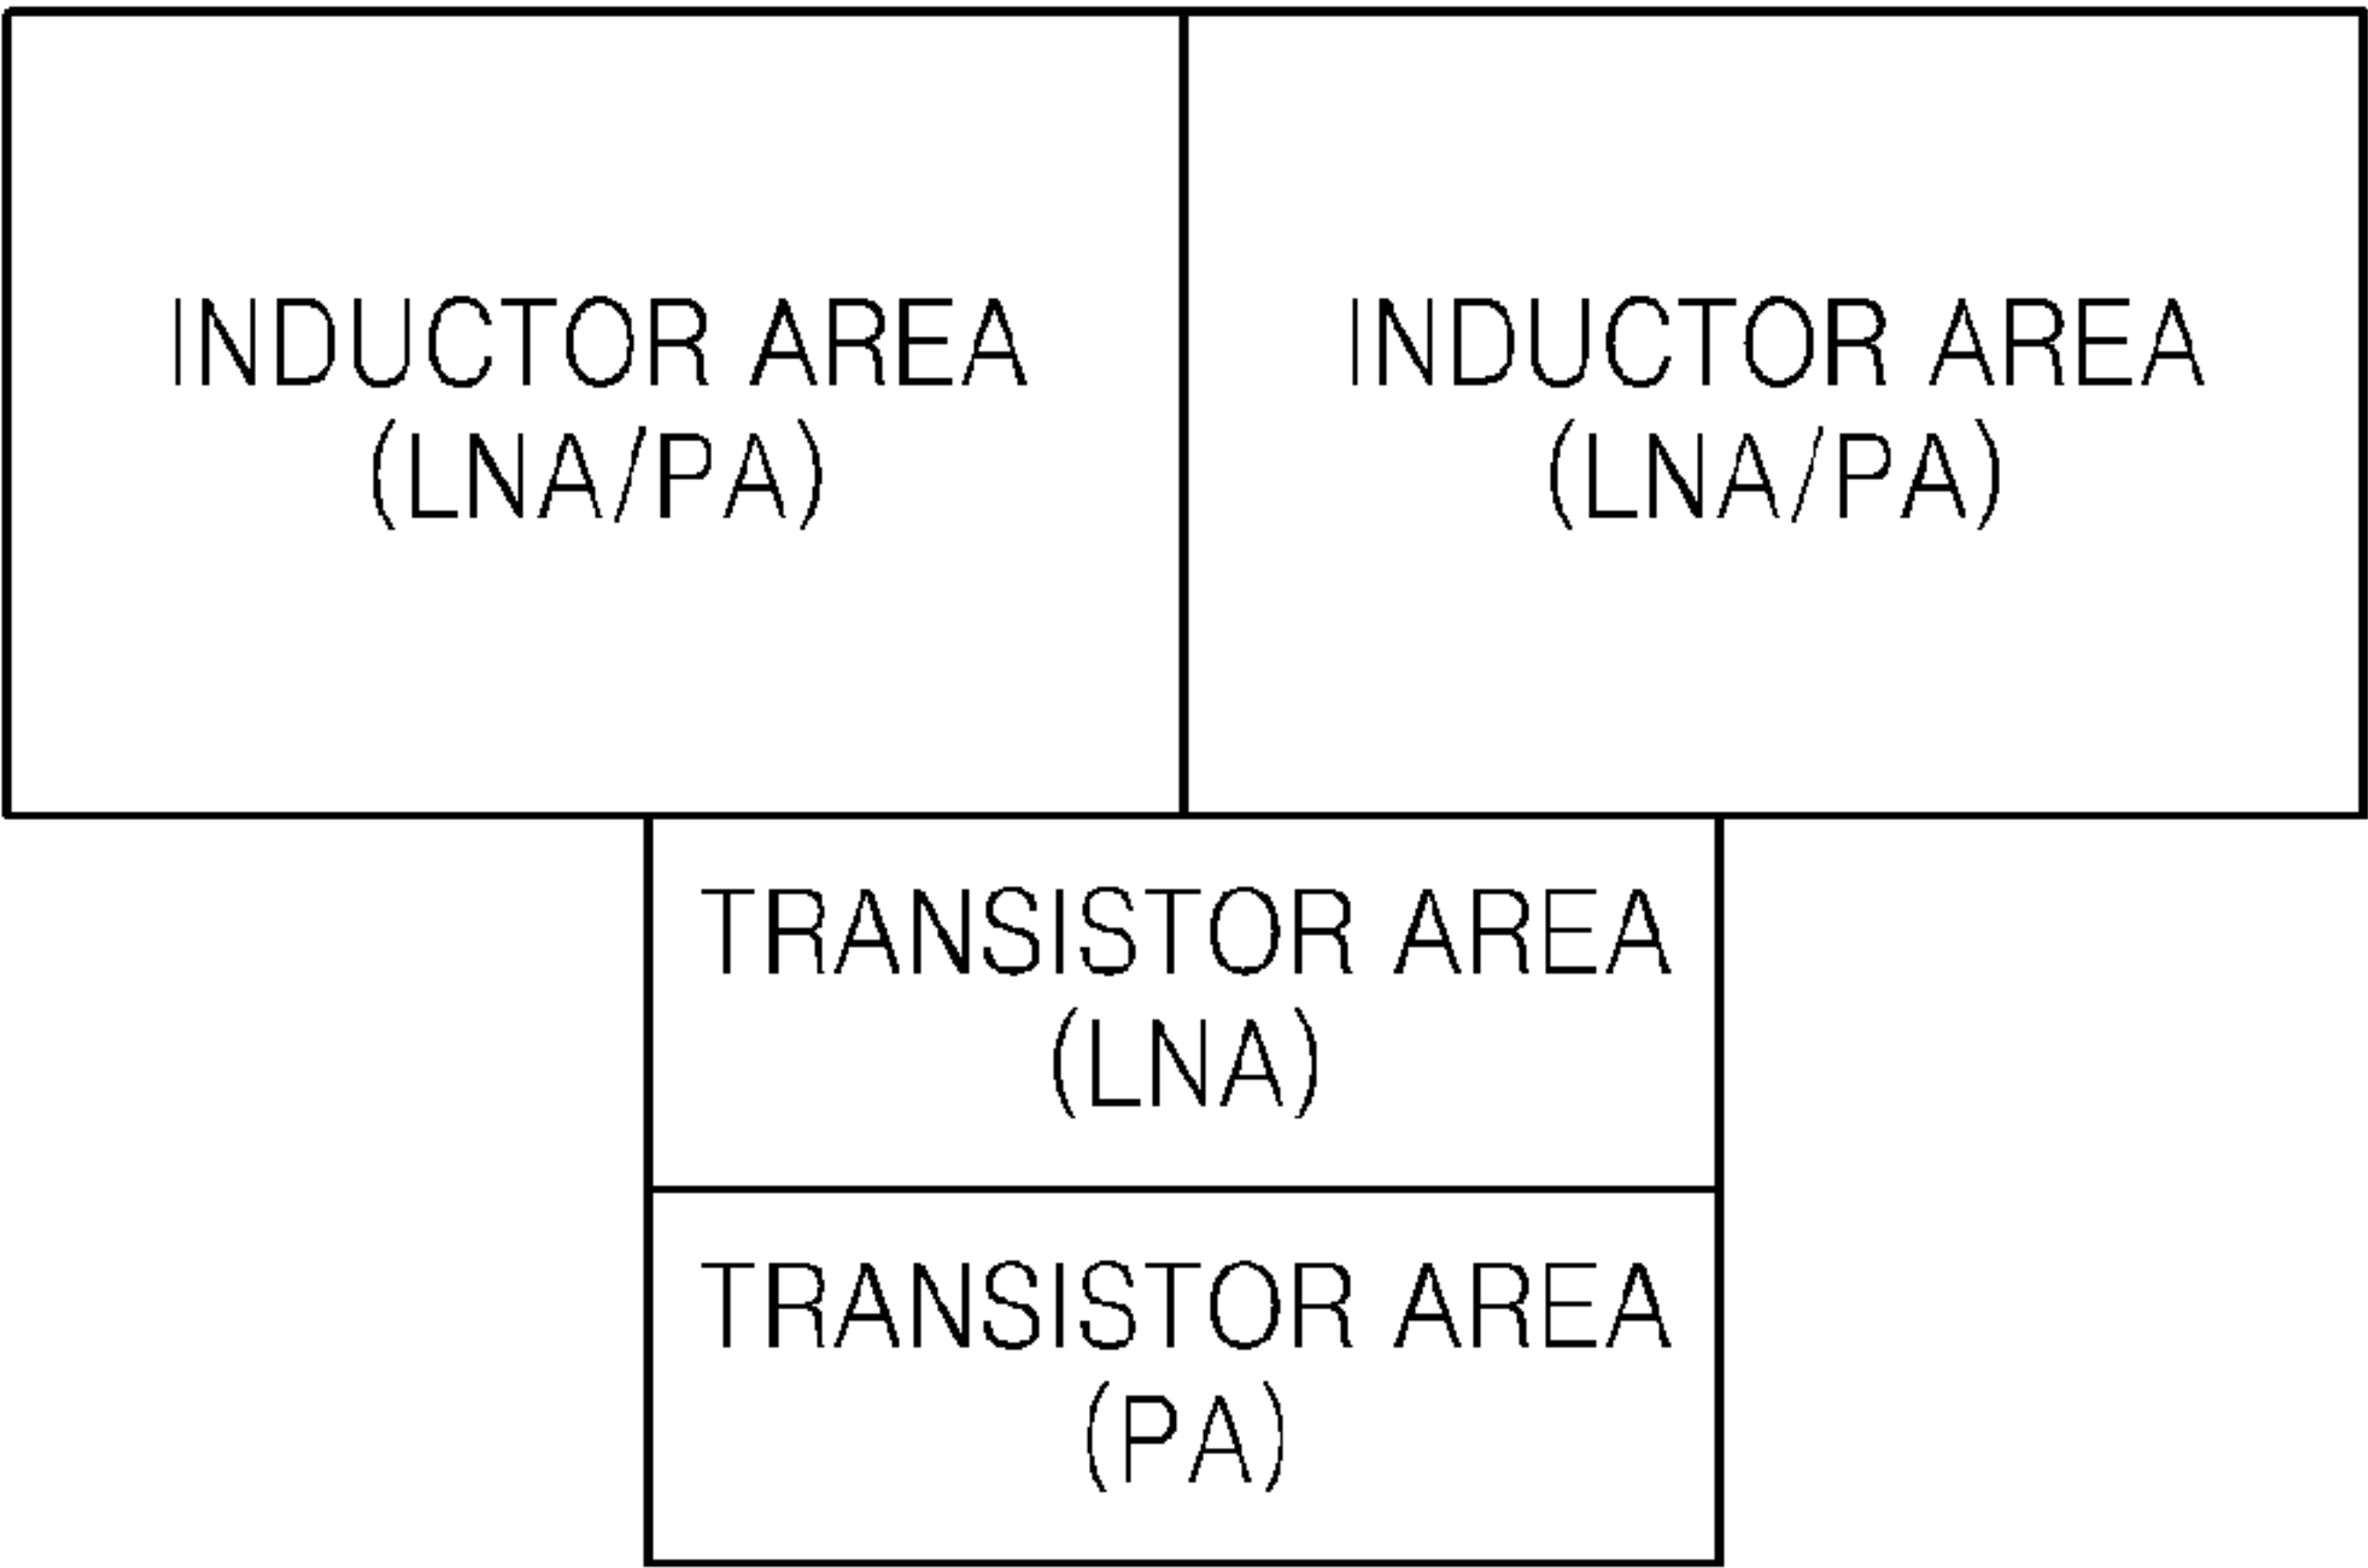 INDUCTOR AREA
(LNA/PA)
INDUCTOR AREA
(LNA/PA)
TRANSISTOR AREA
(LNA)
TRANSISTOR AREA
(PA)